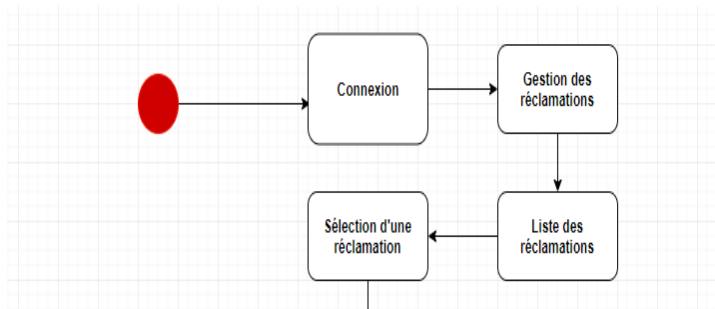 Connexion
Gestion des
réclamations
Liste des
réclamations
Sélection d'une
réclamation